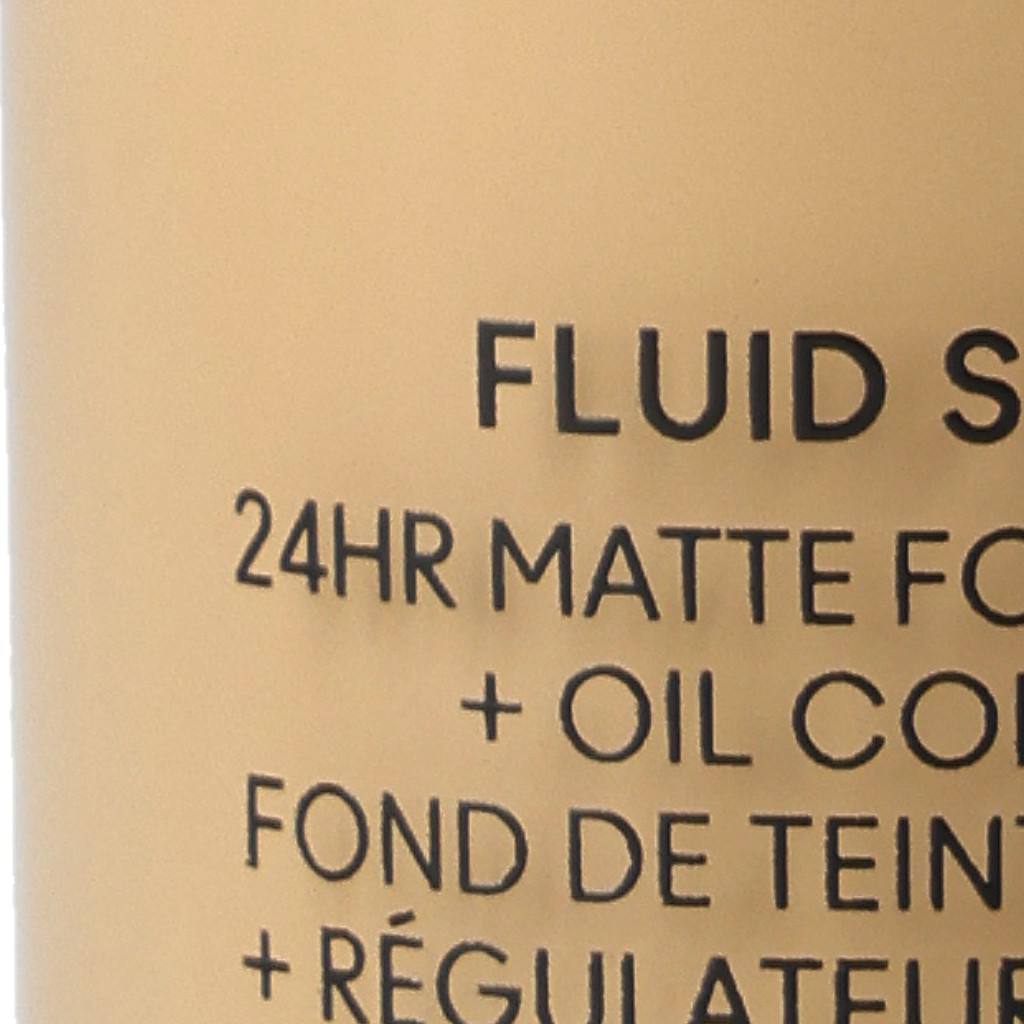 FLUID S
24HR MATTE FO
+ OIL CO
FOND DE TEINT
+ RÉGULATEUR